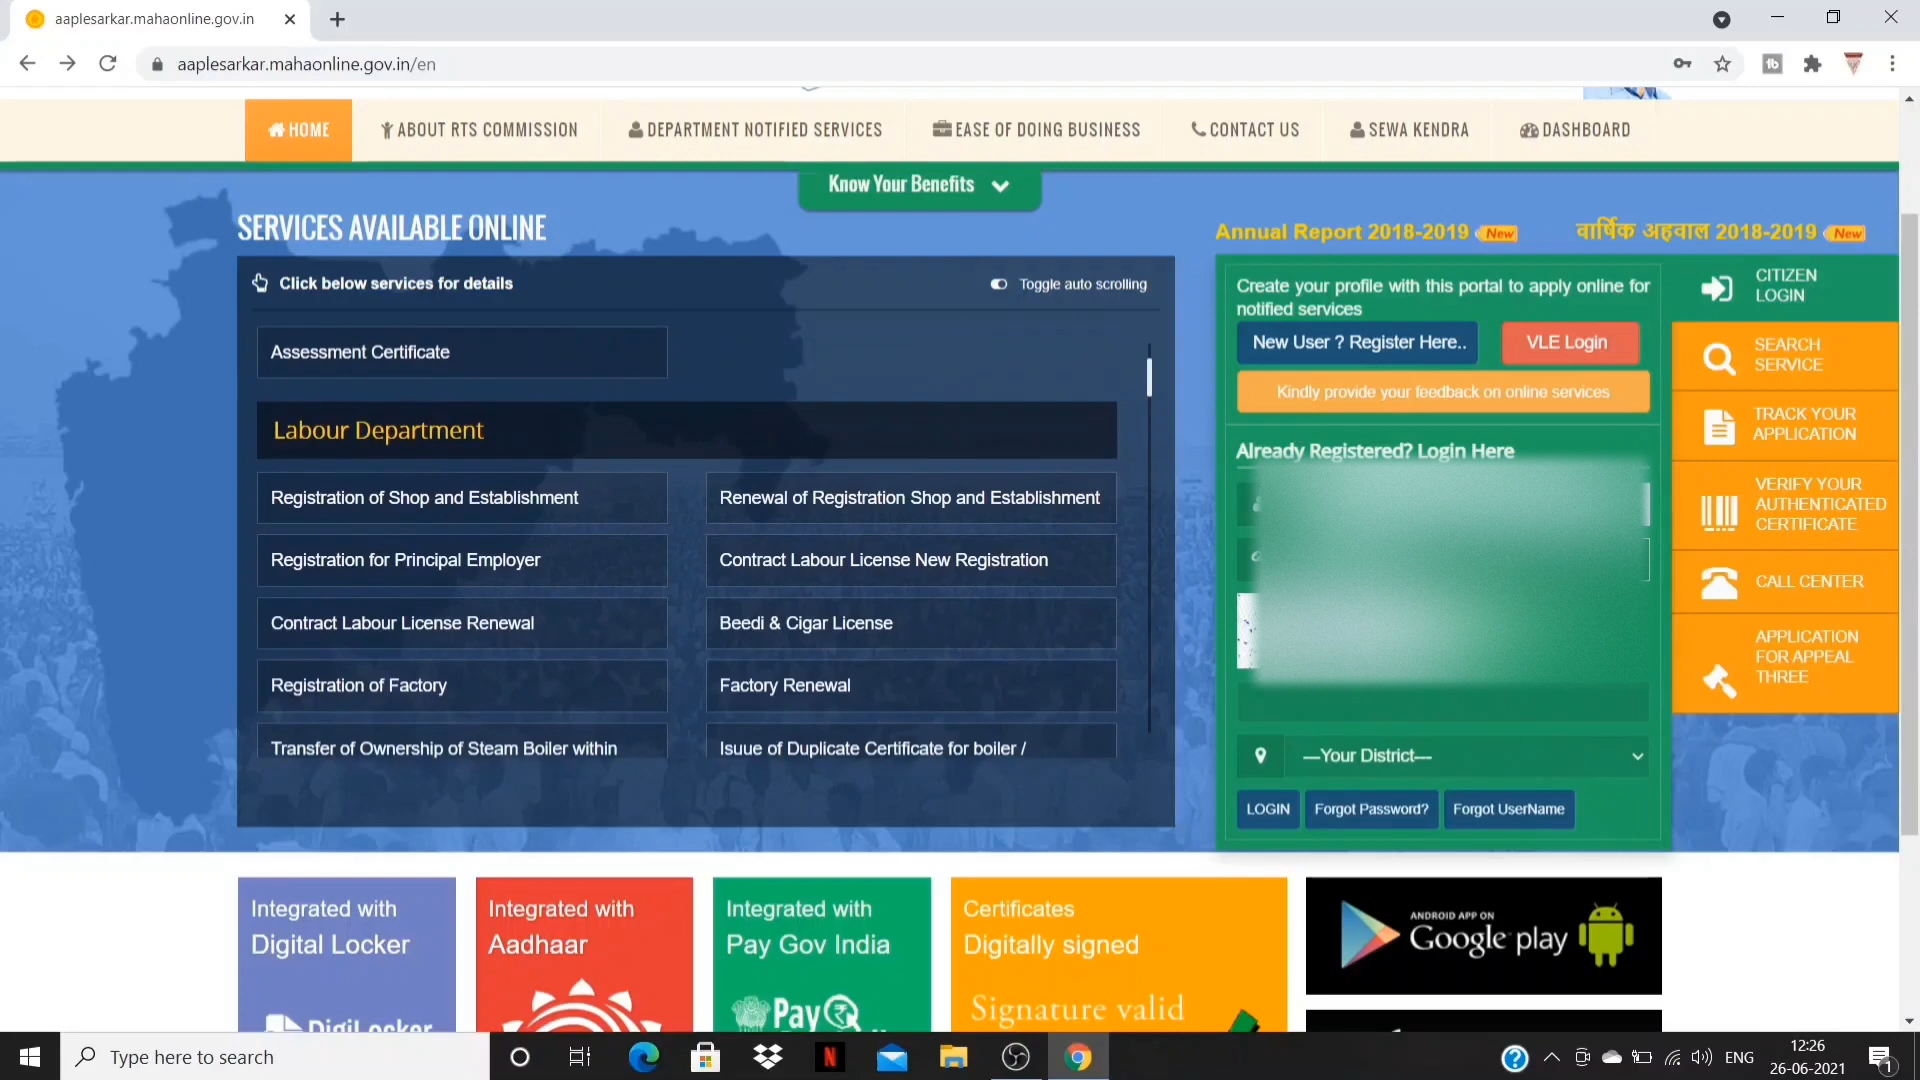 aaplesarkar.mahaonline.gov.in
aaplesarkar.mahaonline.gov.in/en
HOME
ABOUT RTS COMMISSION
DEPARTMENT NOTIFIED SERVICES
EASE OF DOING BUSINESS
CONTACT US
SEWA KENDRA
DASHBOARD
Know Your Benefits
SERVICES AVAILABLE ONLINE
Annual Report 2018-2019 New
वार्षिक अहवाल 2018-2019 New
Click below services for details
Toggle auto scrolling
Assessment Certificate
Labour Department
Registration of Shop and Establishment
Renewal of Registration Shop and Establishment
Registration for Principal Employer
Contract Labour License New Registration
Contract Labour License Renewal
Beedi & Cigar License
Registration of Factory
Factory Renewal
Transfer of Ownership of Steam Boiler within
Isuue of Duplicate Certificate for boiler /
Create your profile with this portal to apply online for
notified services
New User ? Register Here..
VLE Login
Kindly provide your feedback on online services
Already Registered? Login Here
---Your District---
LOGIN
Forgot Password?
Forgot UserName
CITIZEN
LOGIN
SEARCH
SERVICE
TRACK YOUR
APPLICATION
VERIFY YOUR
AUTHENTICATED
CERTIFICATE
CALL CENTER
APPLICATION
FOR APPEAL
THREE
Integrated with
Digital Locker
DigiLocker
Integrated with
Aadhaar
Integrated with
Pay Gov India
Pay
Certificates
Digitally signed
Signature valid
ANDROID APP ON
Google play
Type here to search
ENG
12:26
26-06-2021
1